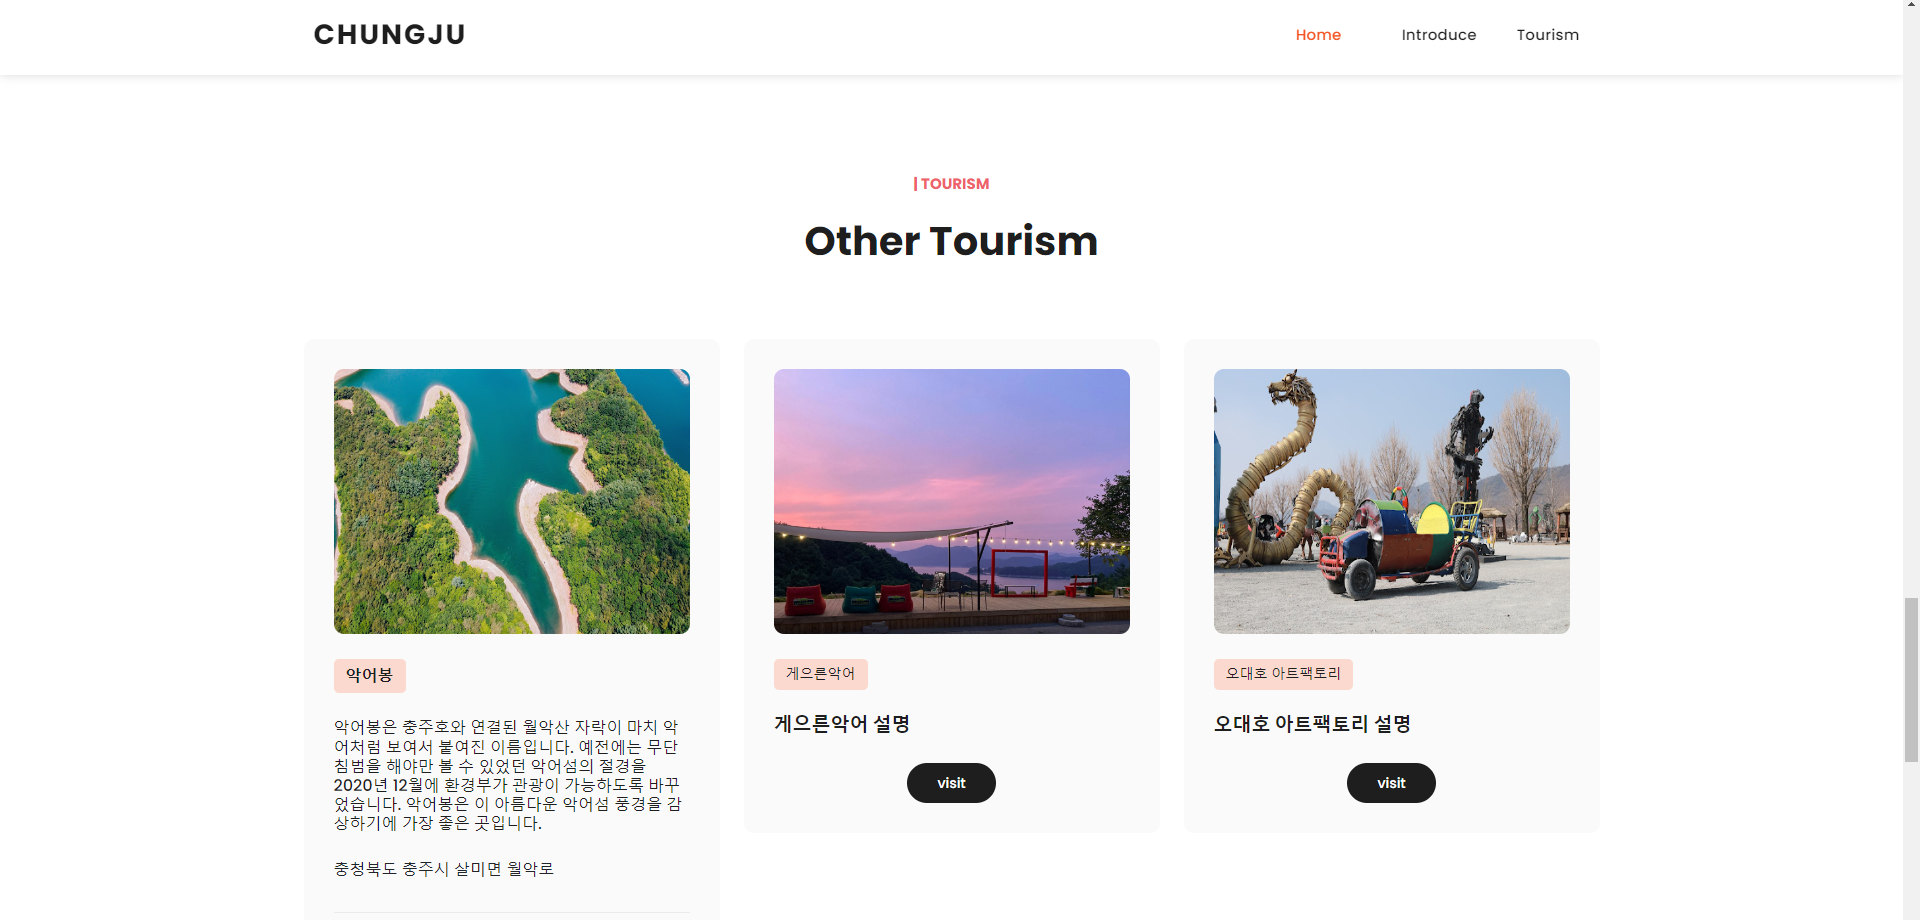 CHUNGJU
Home
Introduce
Tourism
| TOURISM
Other Tourism
악어봉
악어봉은 충주호와 연결된 월악산 자락이 마치 악
어처럼 보여서 붙여진 이름입니다. 예전에는 무단
침범을 해야만 볼 수 있었던 악어섬의 절경을
2020년 12월에 환경부가 관광이 가능하도록 바꾸
었습니다. 악어봉은 이 아름다운 악어섬 풍경을 감
상하기에 가장 좋은 곳입니다.
충청북도 충주시 살미면 월악로
게으른악어
게으른악어 설명
visit
오대호 아트팩토리
오대호 아트팩토리 설명
visit